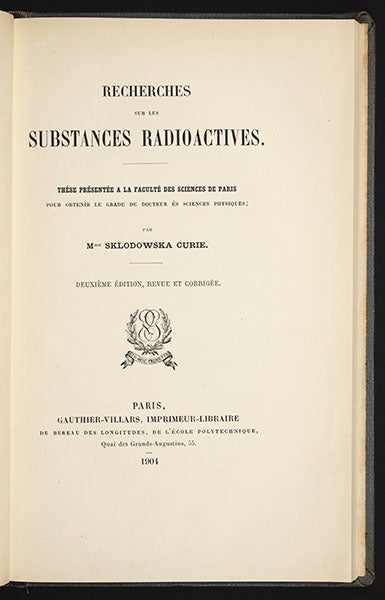 RECHERCHES
SUR LES
SUBSTANCES RADIOACTIVES.
THÈSE PRÉSENTÉE A LA FACULTÉ DES SCIENCES DE PARIS
POUR OBTENIR LE GRADE DE DOCTEUR ÈS SCIENCES PHYSIQUES;
PAR
Mme SKLODOWSKA CURIE.
DEUXIÈME ÉDITION, REVUE ET CORRIGÉE.
PARIS,
GAUTHIER-VILLARS, IMPRIMEUR-LIBRAIRE
DU BUREAU DES LONGITUDES, DE L'ÉCOLE POLYTECHNIQUE,
Quai des Grands-Augustins, 55.
1904